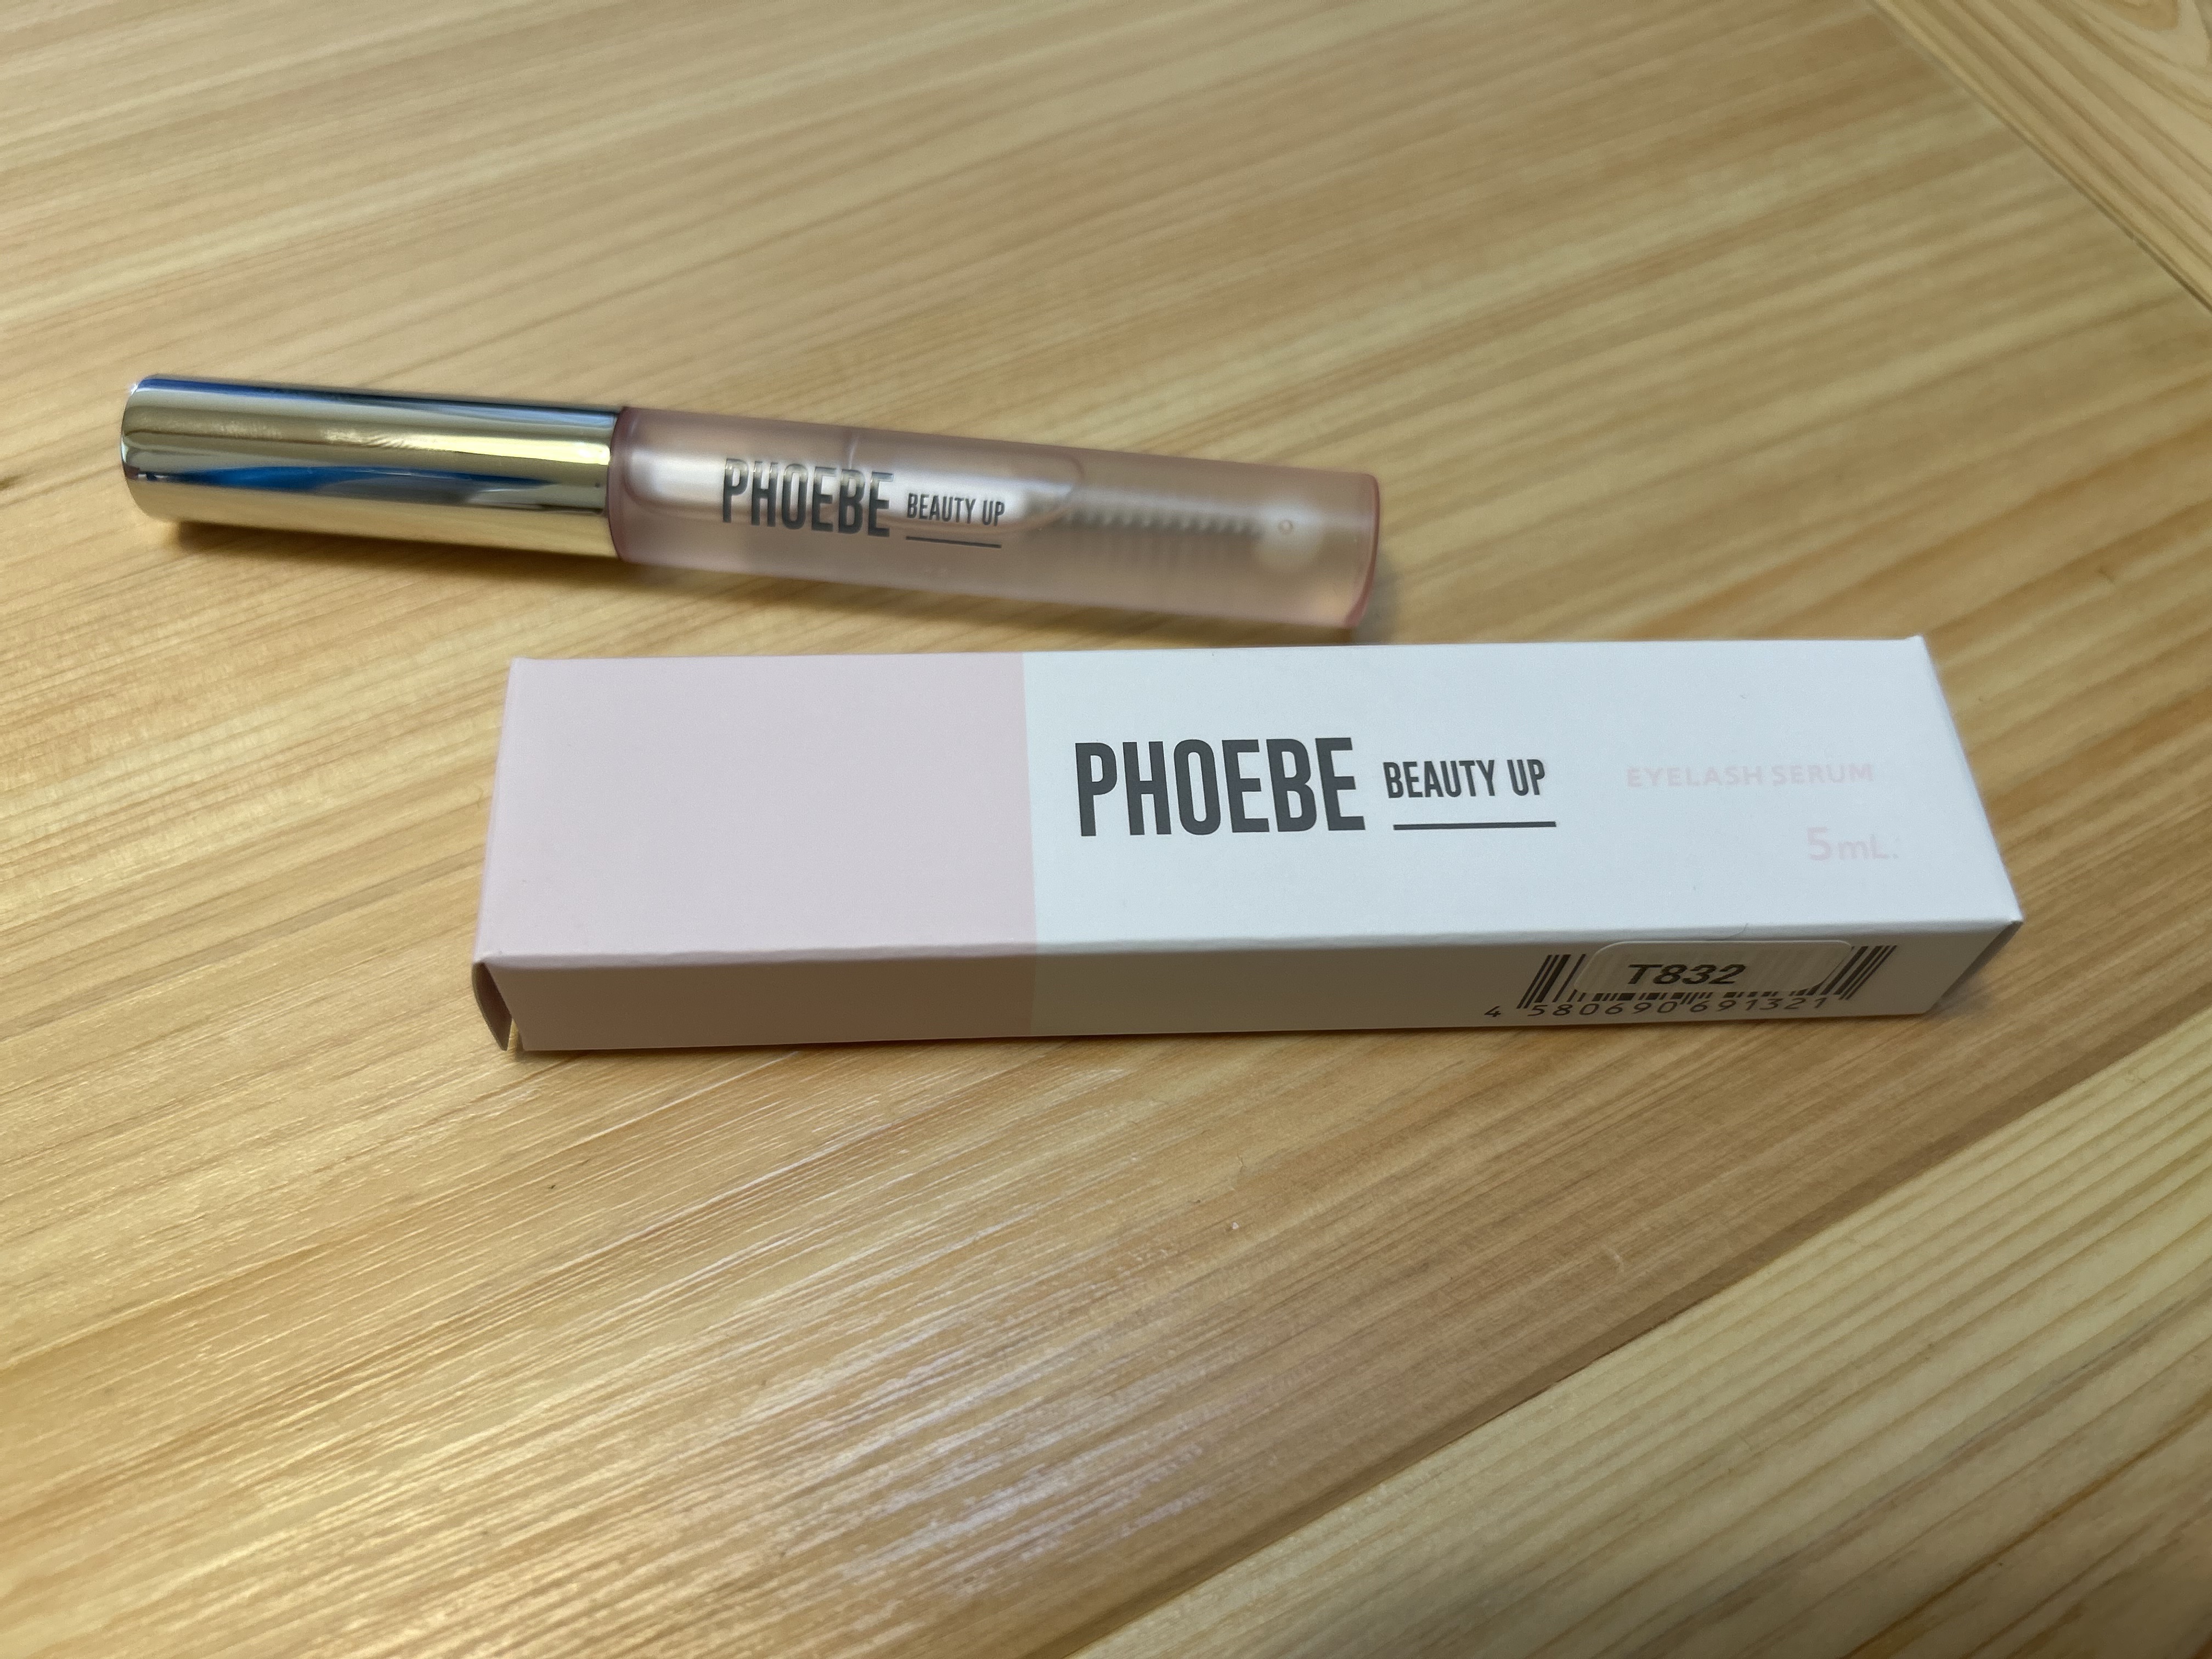 PHOEBE BEAUTY UP
PHOEBE BEAUTY UP
EYELASH SERUM
5mL.
T832
4 580690 691321